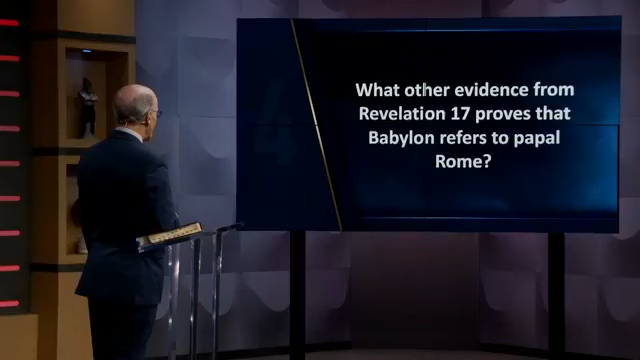 What other evidence from
Revelation 17 proves that
Babylon refers to papal
Rome?